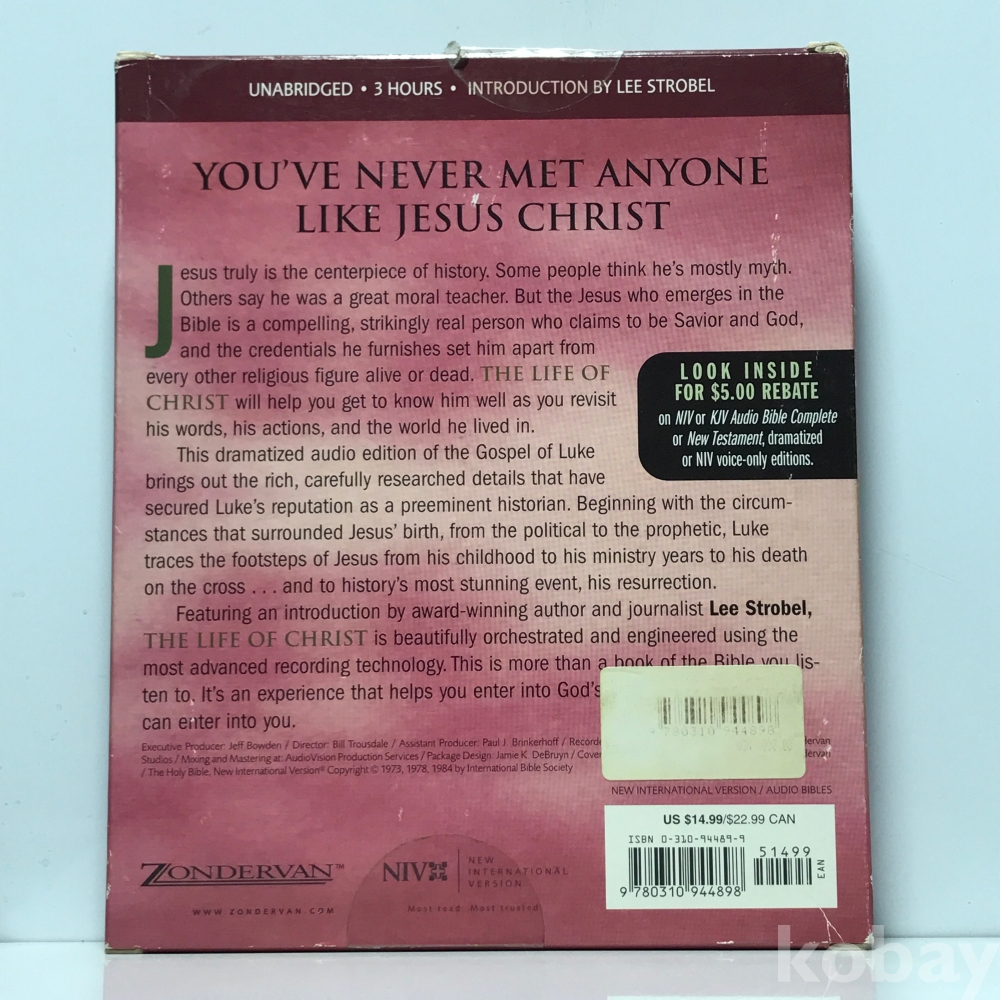 UNABRIDGED • 3 HOURS • INTRODUCTION BY LEE STROBEL
YOU'VE NEVER MET ANYONE
LIKE JESUS CHRIST
Jesus truly is the centerpiece of history. Some people think he's mostly myth.
Others say he was a great moral teacher. But the Jesus who emerges in the
Bible is a compelling, strikingly real person who claims to be Savior and God,
and the credentials he furnishes set him apart from
every other religious figure alive or dead. THE LIFE OF
CHRIST will help you get to know him well as you revisit
his words, his actions, and the world he lived in.
LOOK INSIDE
FOR $5.00 REBATE
on NIV or KJV Audio Bible Complete
or New Testament, dramatized
or NIV voice-only editions.
This dramatized audio edition of the Gospel of Luke
brings out the rich, carefully researched details that have
secured Luke's reputation as a preeminent historian. Beginning with the circum-
stances that surrounded Jesus' birth, from the political to the prophetic, Luke
traces the footsteps of Jesus from his childhood to his ministry years to his death
on the cross . . . and to history's most stunning event, his resurrection.
Featuring an introduction by award-winning author and journalist Lee Strobel,
THE LIFE OF CHRIST is beautifully orchestrated and engineered using the
most advanced recording technology. This is more than a book of the Bible you lis-
ten to. It's an experience that helps you enter into God's
can enter into you.
Executive Producer: Jeff Bowden / Director: Bill Trousdale / Assistant Producer: Paul J. Brinkerhoff /
Studios / Mixing and Mastering at: AudioVision Production Services / Package Design: Jamie K. DeBruyn /
/ The Holy Bible, New International Version® Copyright © 1973, 1978, 1984 by International Bible Society
780310 944898
NEW INTERNATIONAL VERSION / AUDIO BIBLES
US $14.99/$22.99 CAN
ISBN 0-310-94489-9
51499
EAN
9 780310 944898
ZONDERVAN™
WWW.ZONDERVAN.COM
NIV
NEW
INTERNATIONAL
VERSION
Most read. Most trusted.
kobay